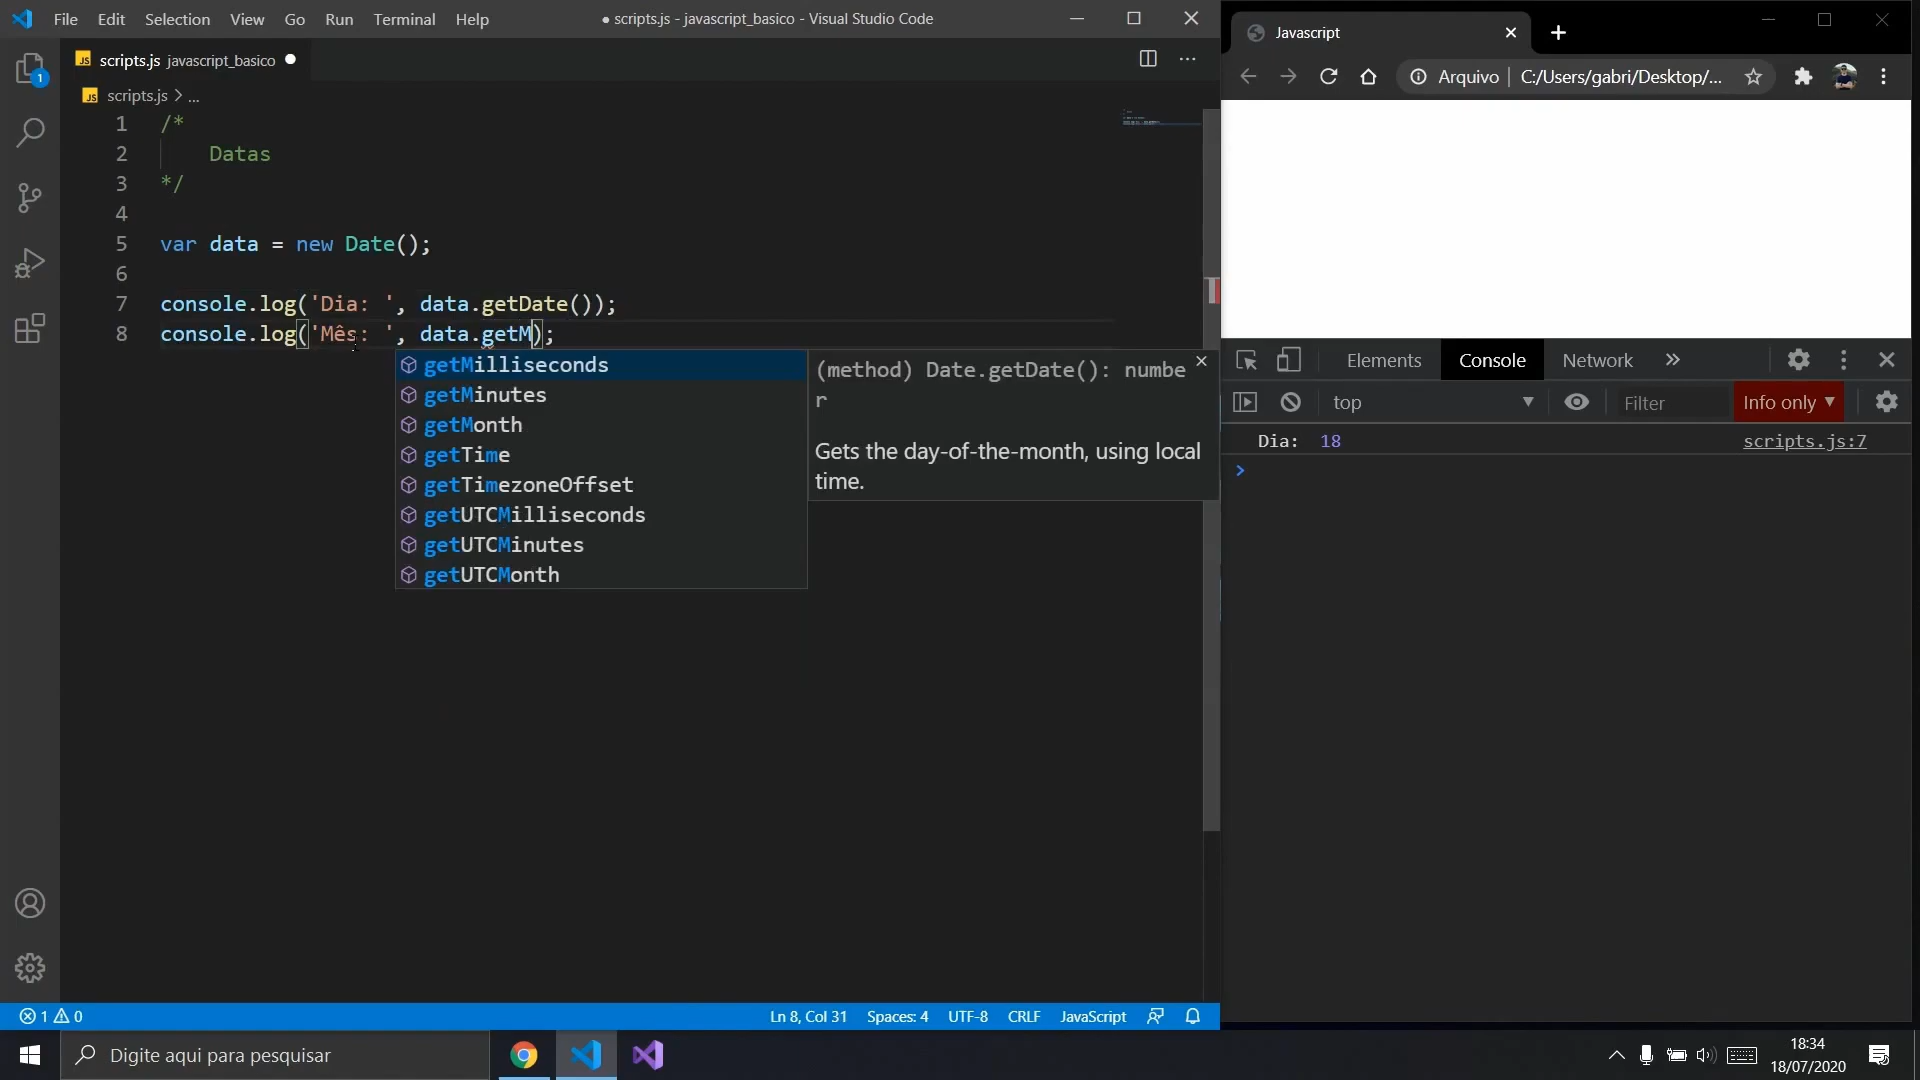 File Edit Selection View Go Run Terminal Help
● scripts.js - javascript_basico - Visual Studio Code
JS scripts.js javascript_basico ●
JS scripts.js > ...
1 /*
2 Datas
3 */
4
5 var data = new Date();
6
7 console.log('Dia: ', data.getDate());
8 console.log('Mês: ', data.getM);
getMilliseconds
getMinutes
getMonth
getTime
getTimezoneOffset
getUTCMilliseconds
getUTCMinutes
getUTCMonth
(method) Date.getDate(): numbe
r
Gets the day-of-the-month, using local
time.
1
1 0
Ln 8, Col 31 Spaces: 4 UTF-8 CRLF JavaScript
Javascript
Arquivo | C:/Users/gabri/Desktop/...
Elements Console Network »
top Filter Info only
Dia: 18 scripts.js:7
>
Digite aqui para pesquisar
18:34
18/07/2020